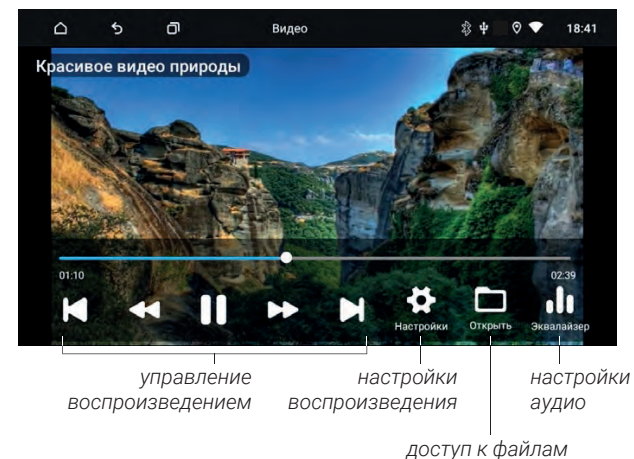 Видео 18:41
Красивое видео природы
01:10 02:39
Настройки Открыть Эквалайзер
управление воспроизведением
настройки воспроизведения
настройки аудио
доступ к файлам